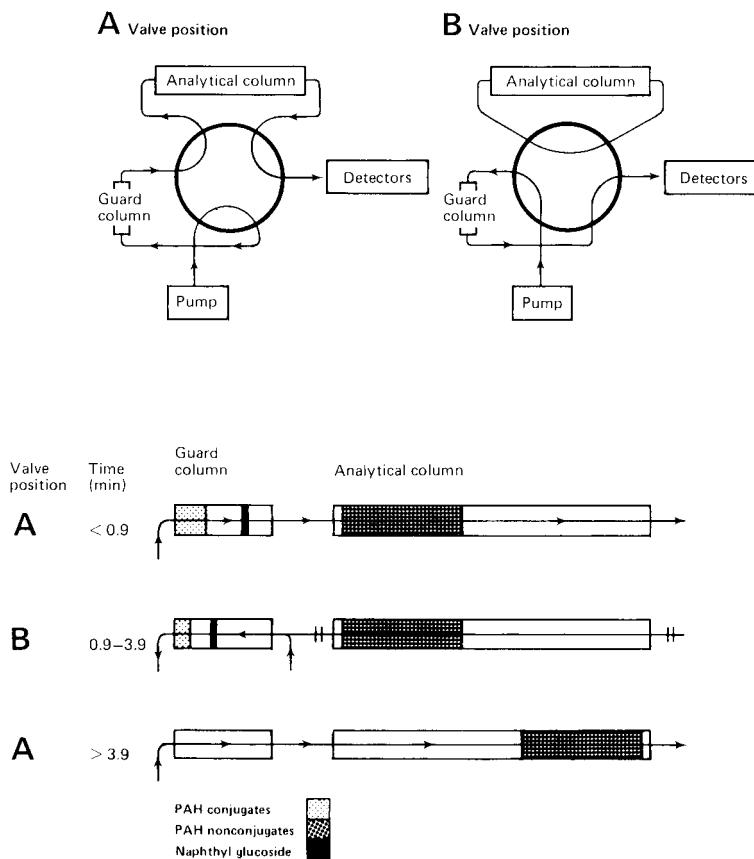 A Valve position
Analytical column
Guard
column
Detectors
Pump
B Valve position
Analytical column
Guard
column
Detectors
Pump
Valve
position
Time
(min)
Guard
column
Analytical column
A
< 0.9
B
0.9–3.9
A
> 3.9
PAH conjugates
PAH nonconjugates
Naphthyl glucoside